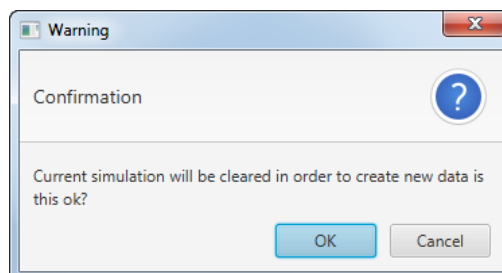 Warning
Confirmation
?
Current simulation will be cleared in order to create new data is
this ok?
OK Cancel